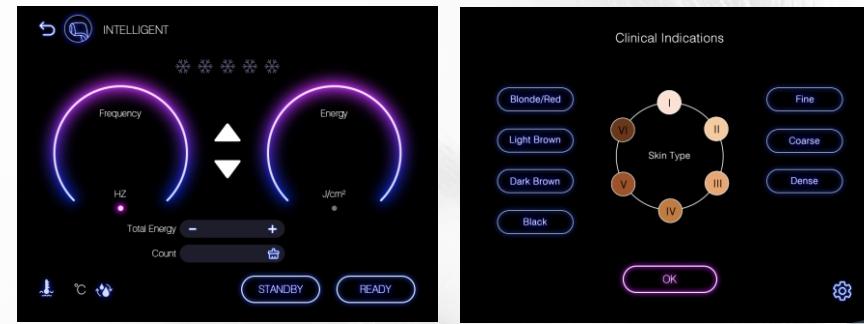 INTELLIGENT
Frequency
Energy
HZ
J/cm²
Total Energy − +
Count
°C
STANDBY
READY
Clinical Indications
Blonde/Red
Light Brown
Dark Brown
Black
I
II
III
IV
V
VI
Skin Type
Fine
Coarse
Dense
OK